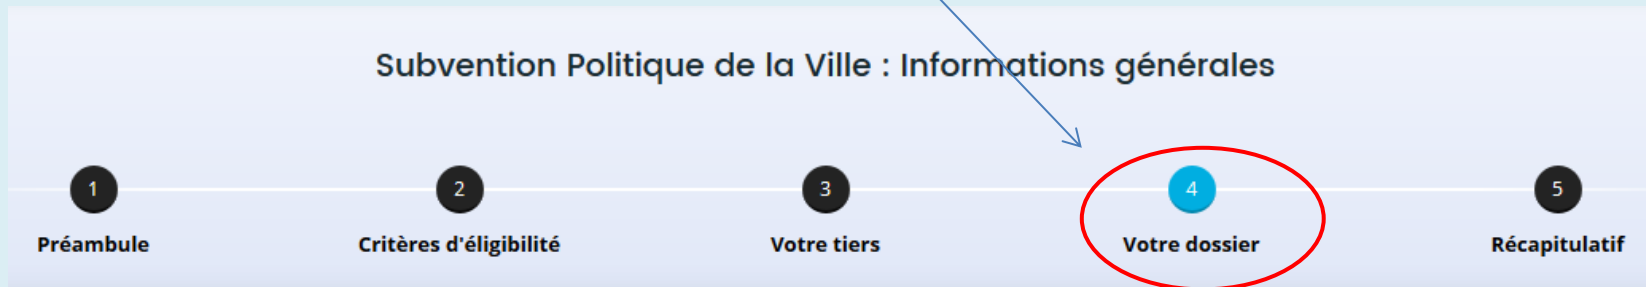 Subvention Politique de la Ville : Informations générales
1 2 3 4 5
Préambule Critères d'éligibilité Votre tiers Votre dossier Récapitulatif